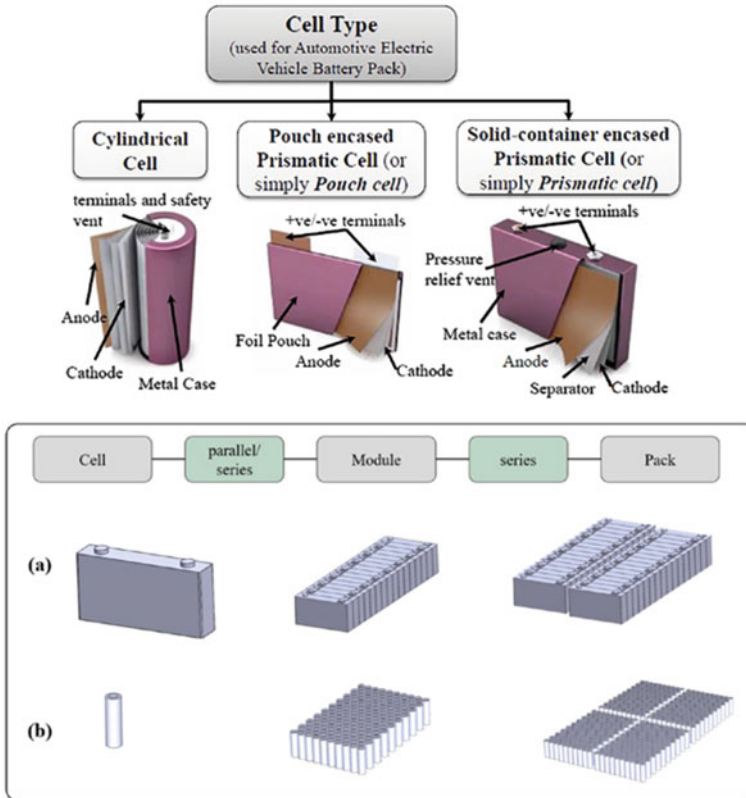 Cell Type
(used for Automotive Electric
Vehicle Battery Pack)
Cylindrical
Cell
Pouch encased
Prismatic Cell (or
simply Pouch cell)
Solid-container encased
Prismatic Cell (or
simply Prismatic cell)
terminals and safety
vent
Anode
Cathode
Metal Case
+ve/-ve terminals
Foil Pouch
Anode
Cathode
+ve/-ve terminals
Pressure
relief vent
Metal case
Anode
Separator
Cathode
Cell
parallel/
series
Module
series
Pack
(a)
(b)